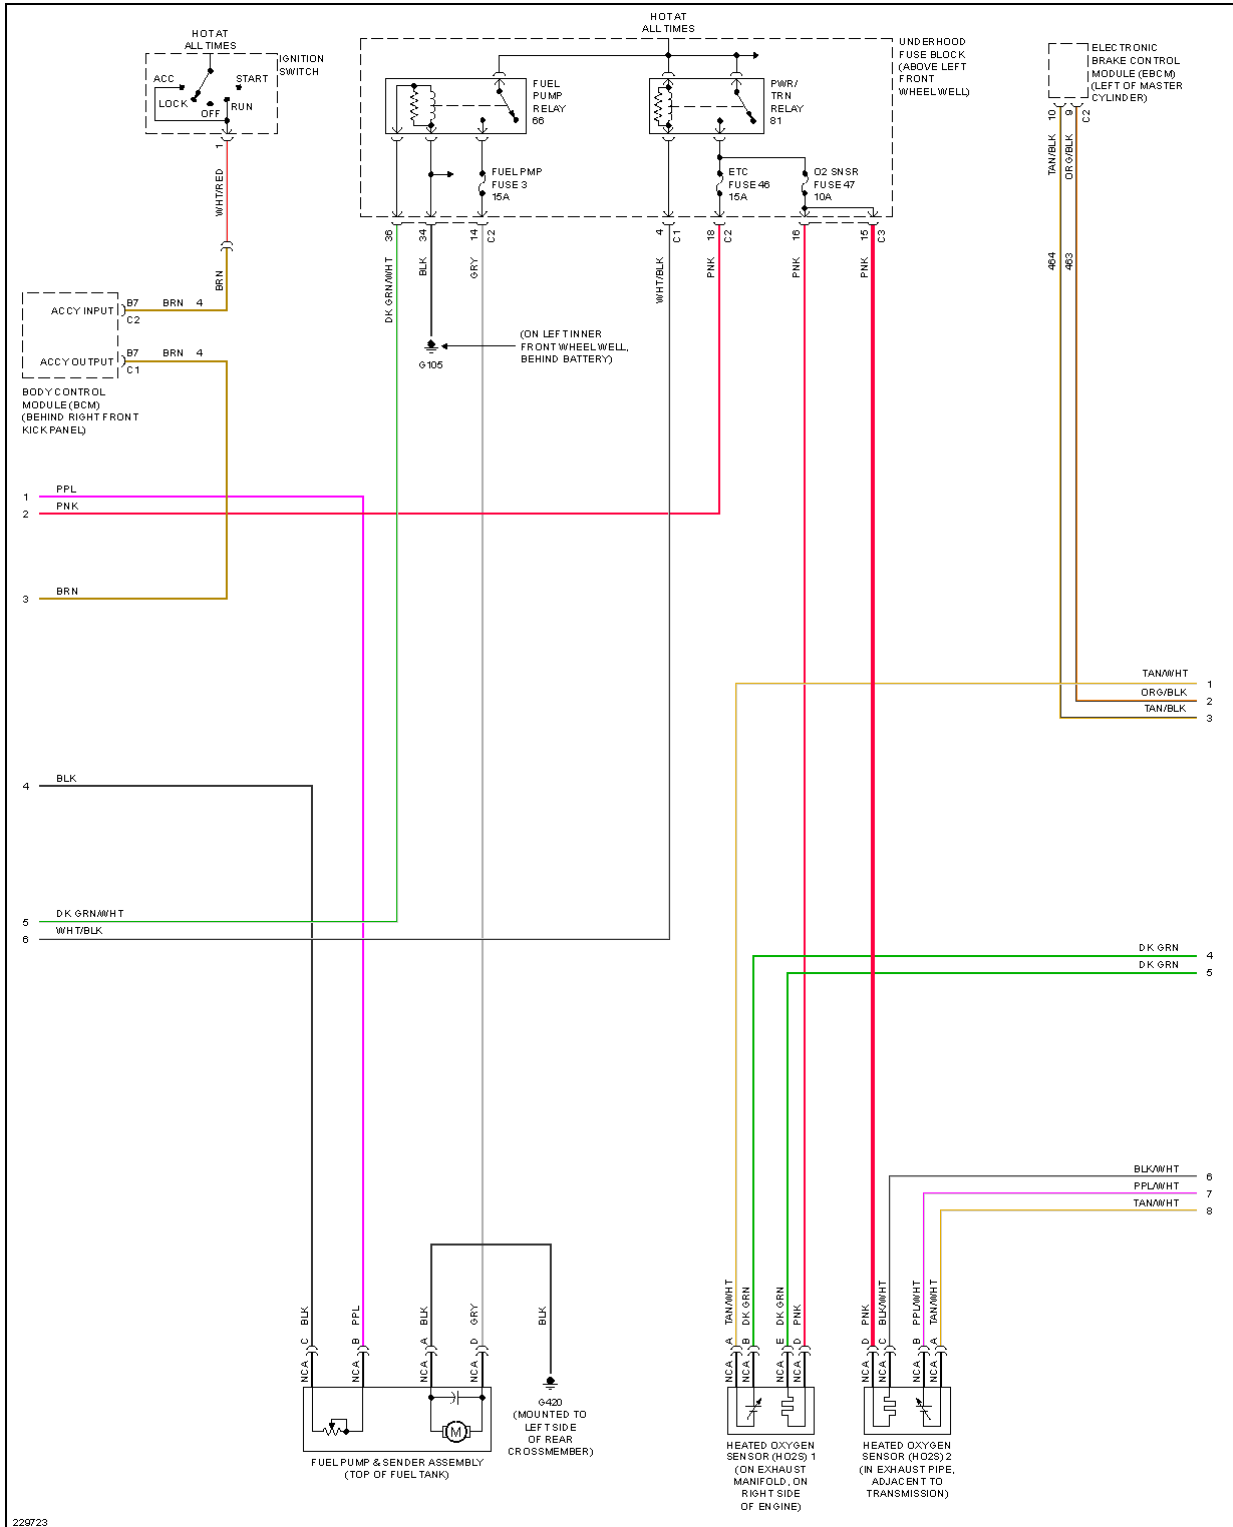 HOT AT
ALL TIMES
IGNITION
SWITCH
ACC
START
LOCK
OFF
RUN
1
WHT/RED
BRN
ACCY INPUT
B7 BRN 4
C2
ACCY OUTPUT
B7 BRN 4
C1
BODY CONTROL
MODULE (BCM)
(BEHIND RIGHT FRONT
KICK PANEL)
HOT AT
ALL TIMES
UNDERHOOD
FUSE BLOCK
(ABOVE LEFT
FRONT
WHEEL WELL)
FUEL
PUMP
RELAY
66
PWR/
TRN
RELAY
81
FUEL PMP
FUSE 3
15A
ETC
FUSE 46
15A
O2 SNSR
FUSE 47
10A
36
34
14
C2
4
C1
18
C2
16
15
C3
DK GRN/WHT
BLK
GRY
WHT/BLK
PNK
PNK
PNK
(ON LEFT INNER
FRONT WHEEL WELL,
BEHIND BATTERY)
G105
ELECTRONIC
BRAKE CONTROL
MODULE (EBCM)
(LEFT OF MASTER
CYLINDER)
10
9
C2
TAN/BLK
ORG/BLK
464
463
1 PPL
2 PNK
3 BRN
4 BLK
5 DK GRN/WHT
6 WHT/BLK
TAN/WHT 1
ORG/BLK 2
TAN/BLK 3
DK GRN 4
DK GRN 5
BLK/WHT 6
PPL/WHT 7
TAN/WHT 8
BLK
PPL
BLK
GRY
BLK
C
B
A
D
NCA
NCA
NCA
NCA
M
FUEL PUMP & SENDER ASSEMBLY
(TOP OF FUEL TANK)
G420
(MOUNTED TO
LEFT SIDE
OF REAR
CROSSMEMBER)
TAN/WHT
DK GRN
DK GRN
PNK
A
B
E
D
NCA
NCA
NCA
NCA
HEATED OXYGEN
SENSOR (HO2S) 1
(ON EXHAUST
MANIFOLD, ON
RIGHT SIDE
OF ENGINE)
PNK
BLK/WHT
PPL/WHT
TAN/WHT
D
C
B
A
NCA
NCA
NCA
NCA
HEATED OXYGEN
SENSOR (HO2S) 2
(IN EXHAUST PIPE,
ADJACENT TO
TRANSMISSION)
229723